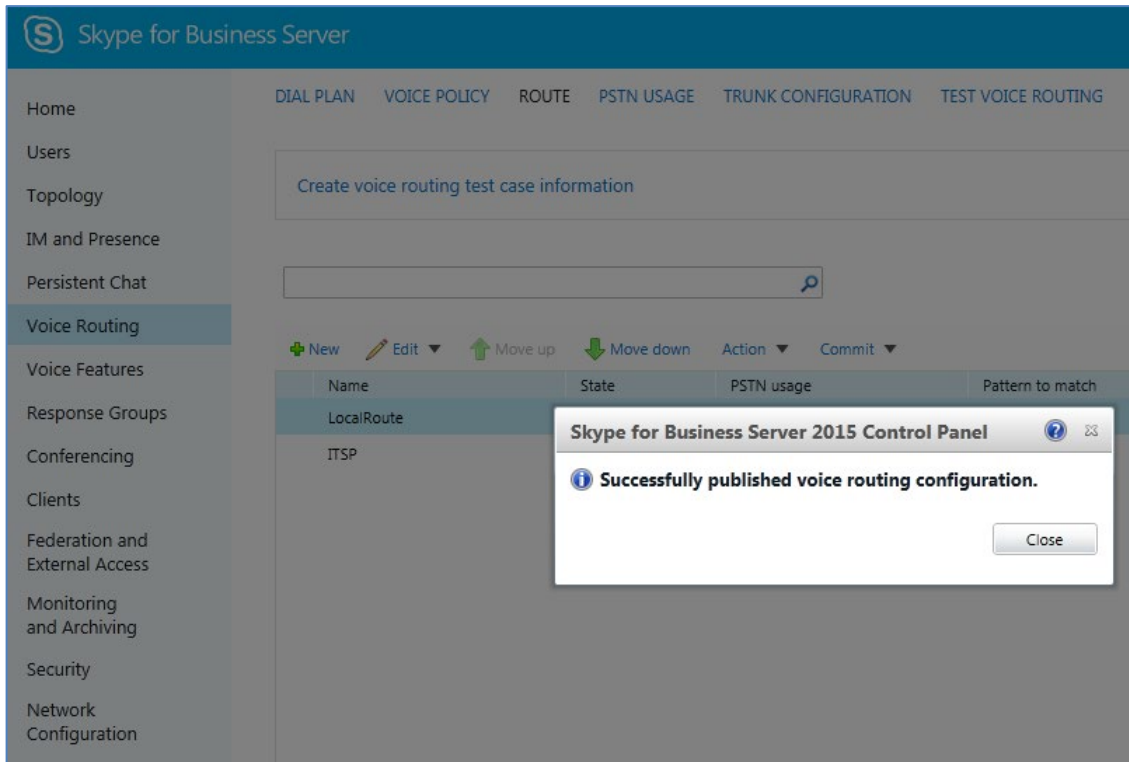 Skype for Business Server
Home
Users
Topology
IM and Presence
Persistent Chat
Voice Routing
Voice Features
Response Groups
Conferencing
Clients
Federation and
External Access
Monitoring
and Archiving
Security
Network
Configuration
DIAL PLAN VOICE POLICY ROUTE PSTN USAGE TRUNK CONFIGURATION TEST VOICE ROUTING
Create voice routing test case information
New Edit Move up Move down Action Commit
Name State PSTN usage Pattern to match
LocalRoute
ITSP
Skype for Business Server 2015 Control Panel
Successfully published voice routing configuration.
Close